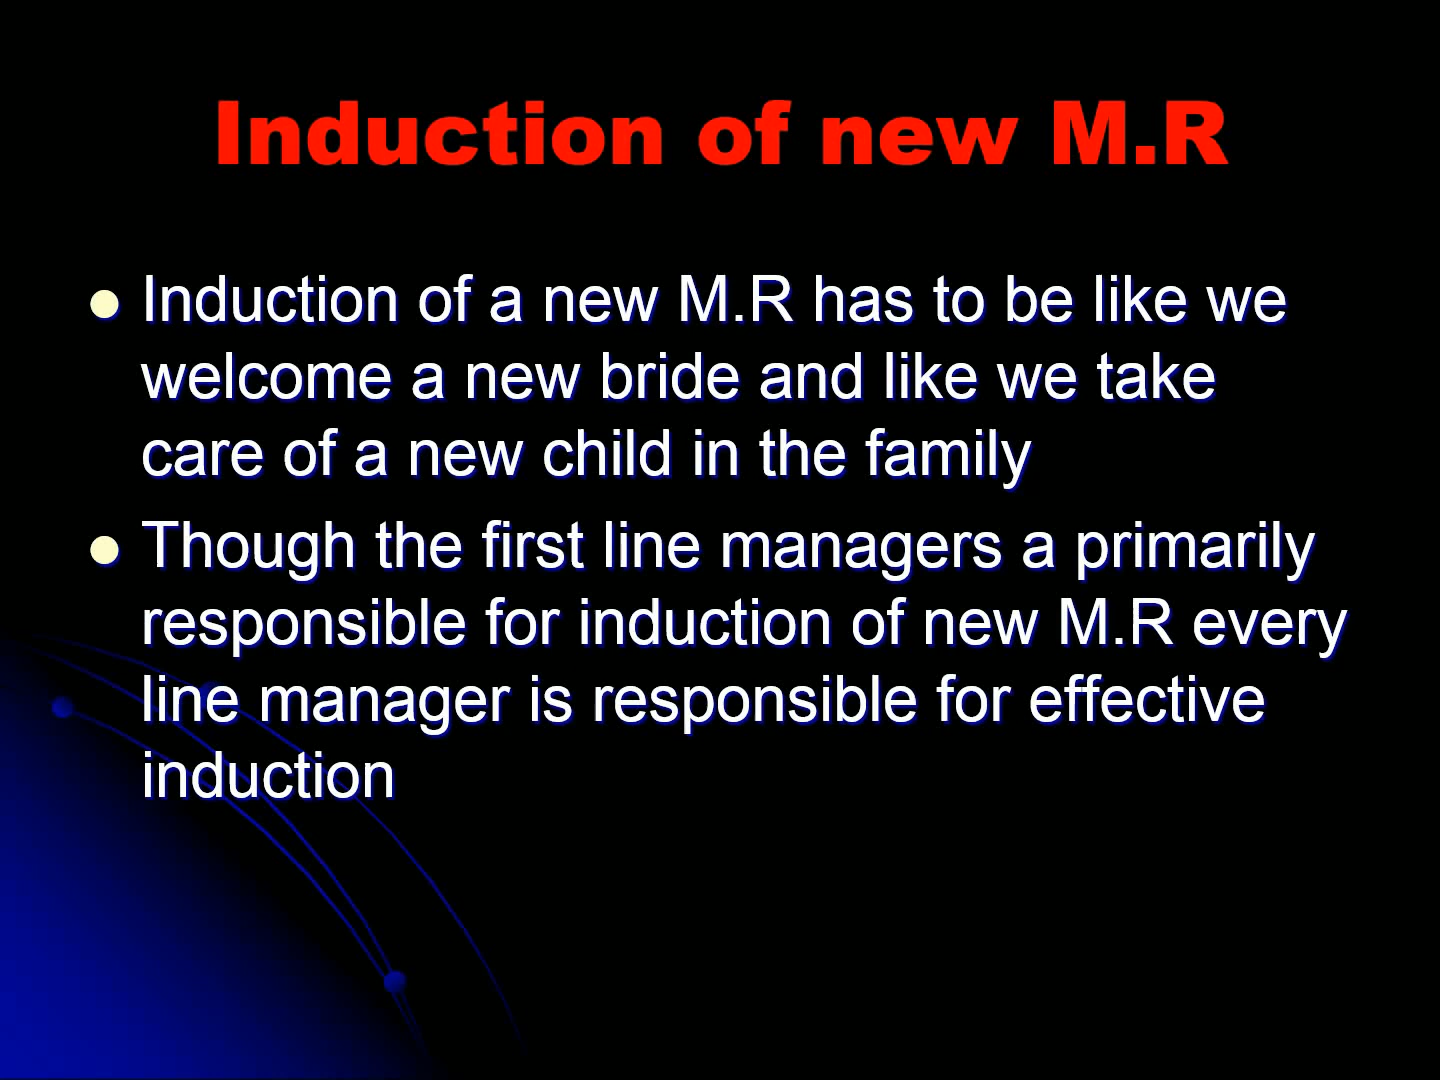 Induction of new M.R
Induction of a new M.R has to be like we
welcome a new bride and like we take
care of a new child in the family
Though the first line managers a primarily
responsible for induction of new M.R every
line manager is responsible for effective
induction